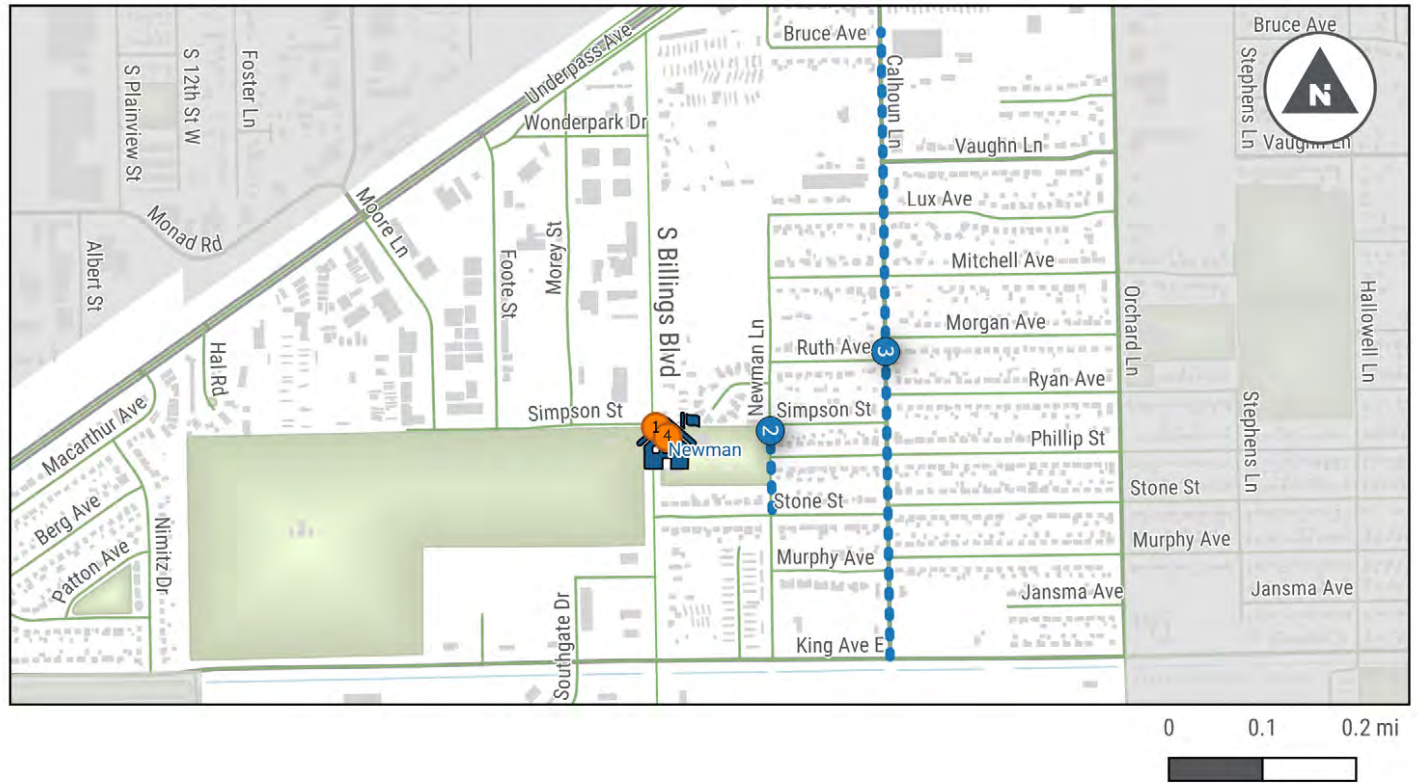 Bruce Ave
Bruce Ave
S Plainview St
S 12th St W
Foster Ln
Underpass Ave
Calhoun Ln
Stephens Ln
N
Wonderpark Dr
Vaughn Ln
Vaughn Ln
Monad Rd
Moore Ln
Lux Ave
Albert St
Foote St
Morey St
S Billings Blvd
Mitchell Ave
Orchard Ln
Hallowell Ln
Hal Rd
Newman Ln
Ruth Ave
3
Morgan Ave
Ryan Ave
Macarthur Ave
Simpson St
1
4
Newman
2
Simpson St
Phillip St
Stephens Ln
Berg Ave
Stone St
Stone St
Patton Ave
Nimitz Dr
Murphy Ave
Murphy Ave
Southgate Dr
Jansma Ave
Jansma Ave
King Ave E
0 0.1 0.2 mi